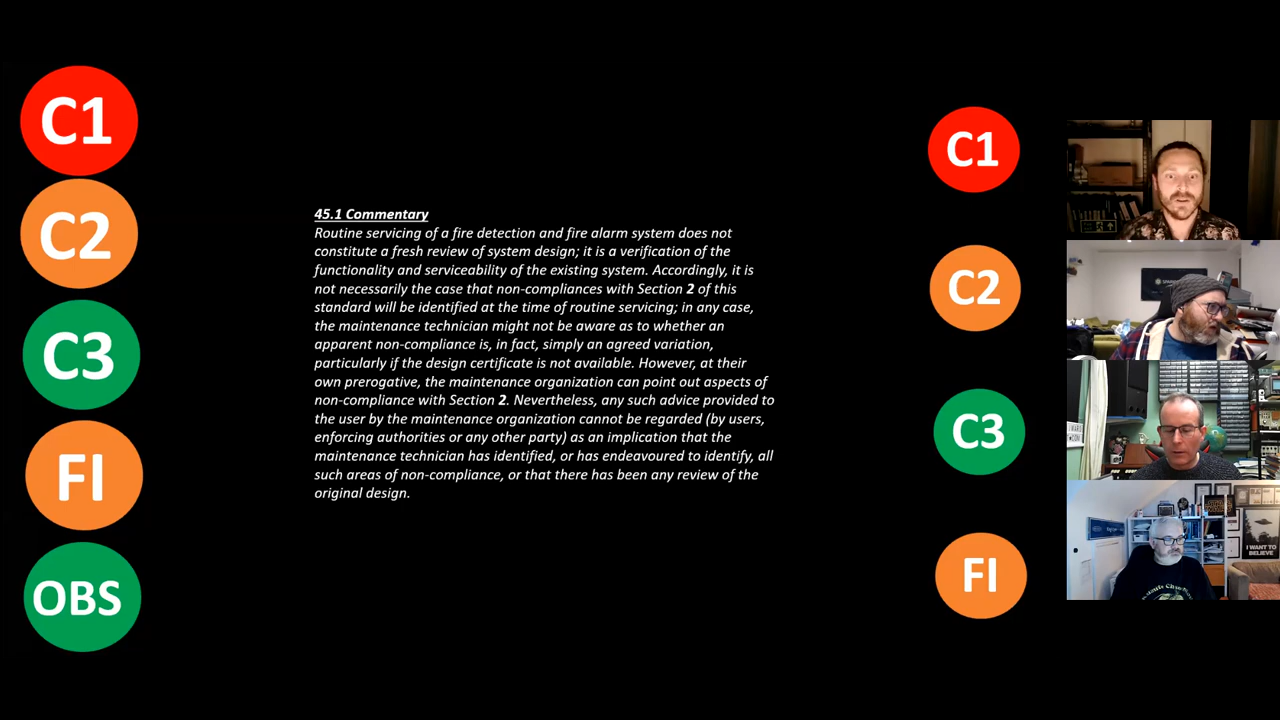 C1
C2
C3
FI
OBS
45.1 Commentary
Routine servicing of a fire detection and fire alarm system does not
constitute a fresh review of system design; it is a verification of the
functionality and serviceability of the existing system. Accordingly, it is
not necessarily the case that non-compliances with Section 2 of this
standard will be identified at the time of routine servicing; in any case,
the maintenance technician might not be aware as to whether an
apparent non-compliance is, in fact, simply an agreed variation,
particularly if the design certificate is not available. However, at their
own prerogative, the maintenance organization can point out aspects of
non-compliance with Section 2. Nevertheless, any such advice provided to
the user by the maintenance organization cannot be regarded (by users,
enforcing authorities or any other party) as an implication that the
maintenance technician has identified, or has endeavoured to identify, all
such areas of non-compliance, or that there has been any review of the
original design.
C1
C2
C3
FI
I WANT TO
BELIEVE